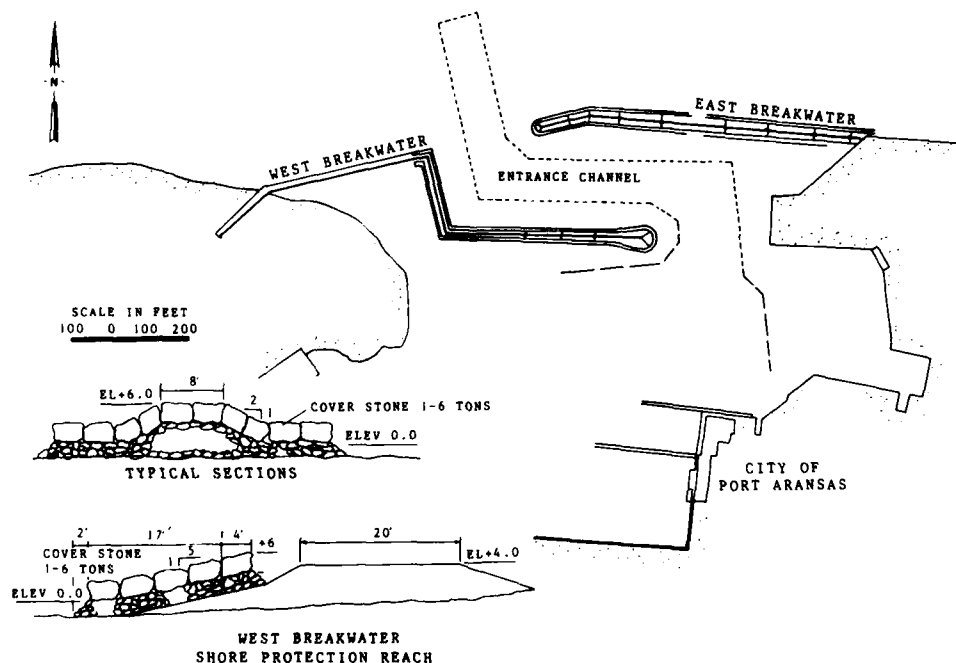 N
EAST BREAKWATER
WEST BREAKWATER
ENTRANCE CHANNEL
SCALE IN FEET
100 0 100 200
8'
EL+6.0
2
1
COVER STONE 1-6 TONS
ELEV 0.0
TYPICAL SECTIONS
CITY OF
PORT ARANSAS
2' 17' 4' +6
20'
COVER STONE
1-6 TONS
5
1
EL+4.0
ELEV 0.0
WEST BREAKWATER
SHORE PROTECTION REACH